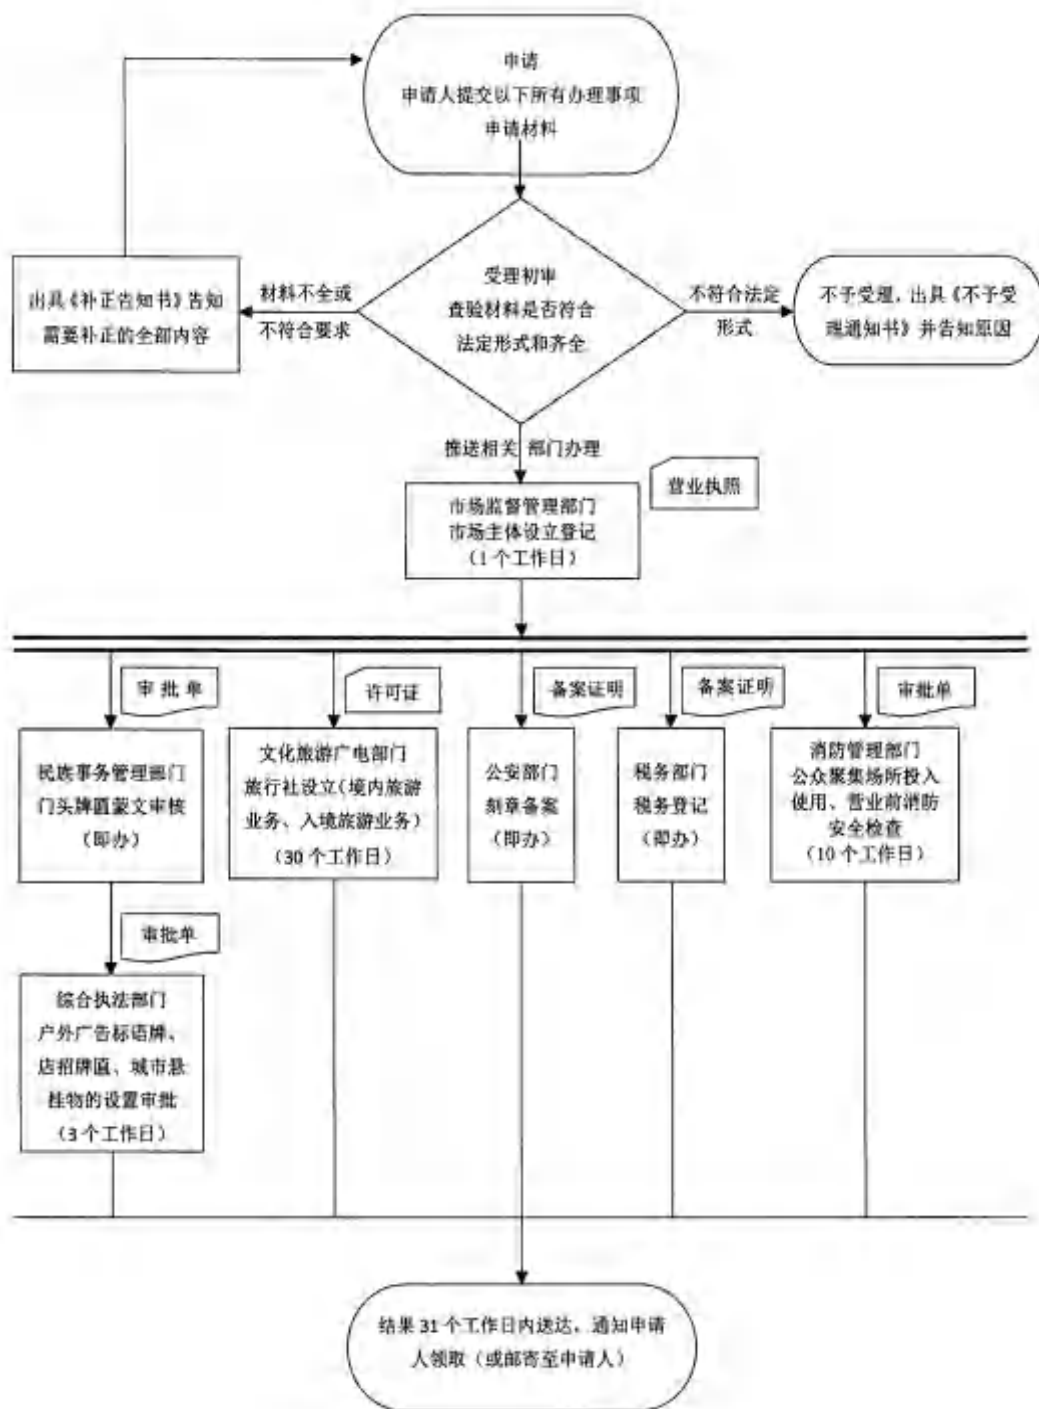 申请
申请人提交以下所有办理事项
申请材料
受理初审
查验材料是否符合
法定形式和齐全
材料不全或
不符合要求
出具《补正告知书》告知
需要补正的全部内容
不符合法定
形式
不予受理，出具《不予受
理通知书》并告知原因
推送相关 部门办理
市场监督管理部门
市场主体设立登记
（1 个工作日）
营业执照
审 批 单
许可证
备案证明
备案证明
审批单
民族事务管理部门
门头牌匾蒙文审核
（即办）
文化旅游广电部门
旅行社设立（境内旅游
业务、入境旅游业务）
（30 个工作日）
公安部门
刻章备案
（即办）
税务部门
税务登记
（即办）
消防管理部门
公众聚集场所投入
使用、营业前消防
安全检查
（10 个工作日）
审批单
综合执法部门
户外广告标语牌、
店招牌匾、城市悬
挂物的设置审批
（3 个工作日）
结果 31 个工作日内送达，通知申请
人领取（或邮寄至申请人）